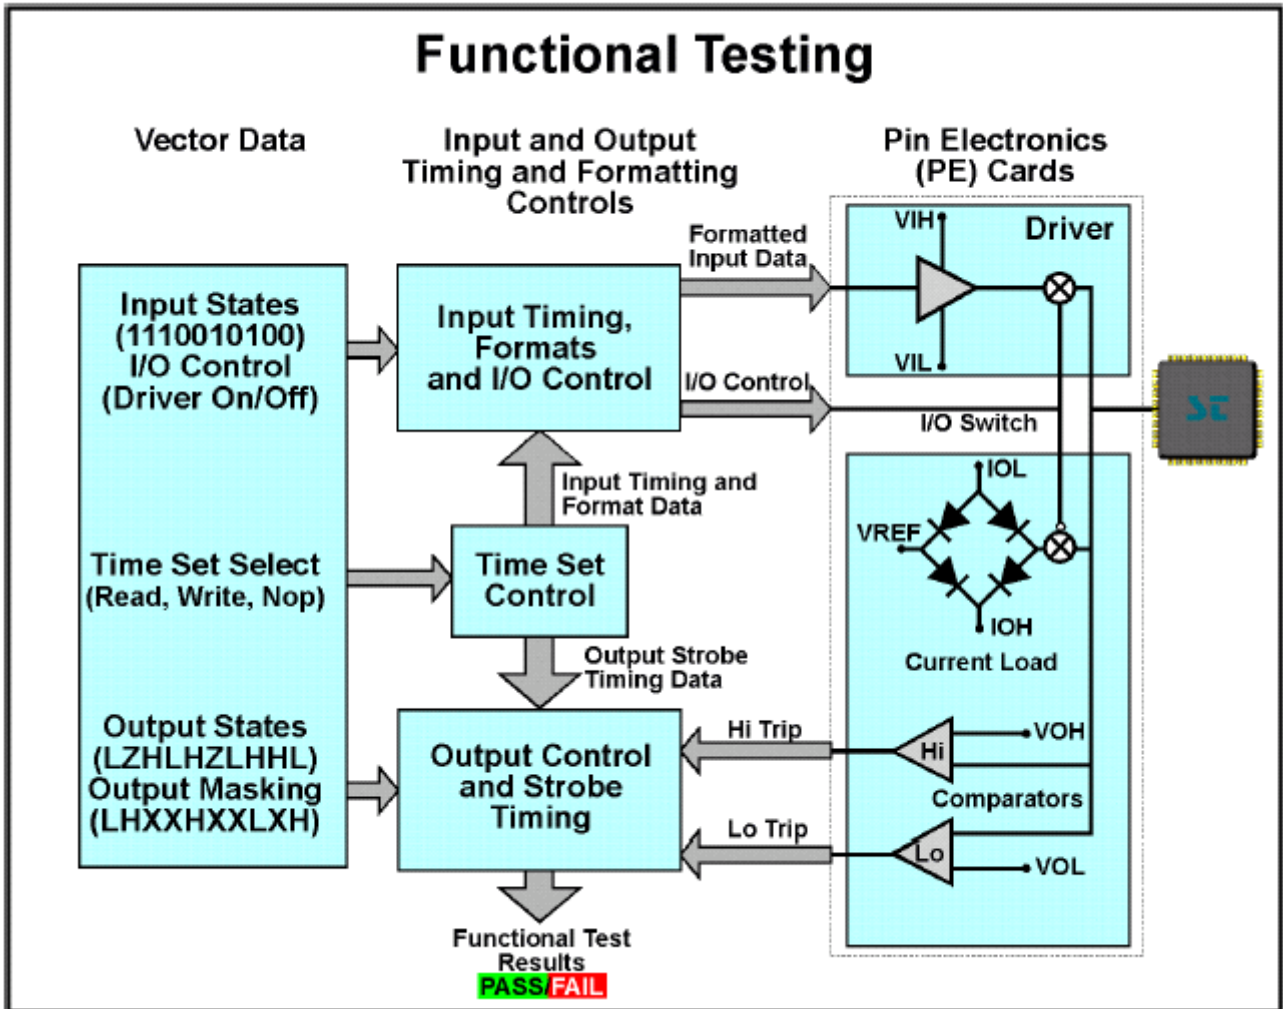 Functional Testing
Vector Data
Input and Output
Timing and Formatting
Controls
Pin Electronics
(PE) Cards
Input States
(1110010100)
I/O Control
(Driver On/Off)
Time Set Select
(Read, Write, Nop)
Output States
(LZHLHZLHHL)
Output Masking
(LHXXHXXLXH)
Input Timing,
Formats
and I/O Control
Input Timing and
Format Data
Time Set
Control
Output Strobe
Timing Data
Output Control
and Strobe
Timing
Functional Test
Results
PASS/FAIL
Formatted
Input Data
I/O Control
Hi Trip
Lo Trip
VIH
Driver
VIL
I/O Switch
IOL
VREF
IOH
Current Load
Hi
VOH
Comparators
Lo
VOL